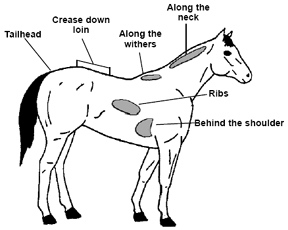 Along the
neck
Crease down
loin
Along the
withers
Tailhead
Ribs
Behind the shoulder